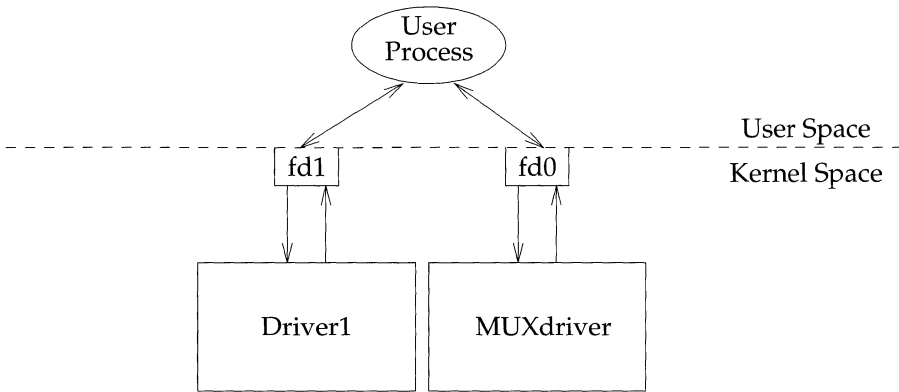 User
Process
User Space
fd1
fd0
Kernel Space
Driver1
MUXdriver